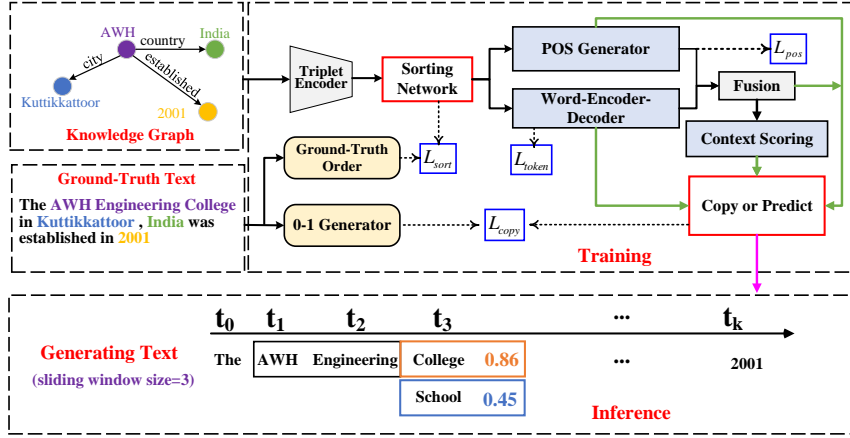 AWH
country
India
city
established
Kuttikkattoor
2001
Knowledge Graph
Ground-Truth Text
The AWH Engineering College
in Kuttikkattoor , India was
established in 2001
Triplet
Encoder
Sorting
Network
POS Generator
L_pos
Word-Encoder-
Decoder
Fusion
Context Scoring
Ground-Truth
Order
L_sort
L_token
0-1 Generator
L_copy
Copy or Predict
Training
t0
t1
t2
t3
...
tk
Generating Text
(sliding window size=3)
The AWH Engineering College 0.86 ... 2001
School 0.45
Inference